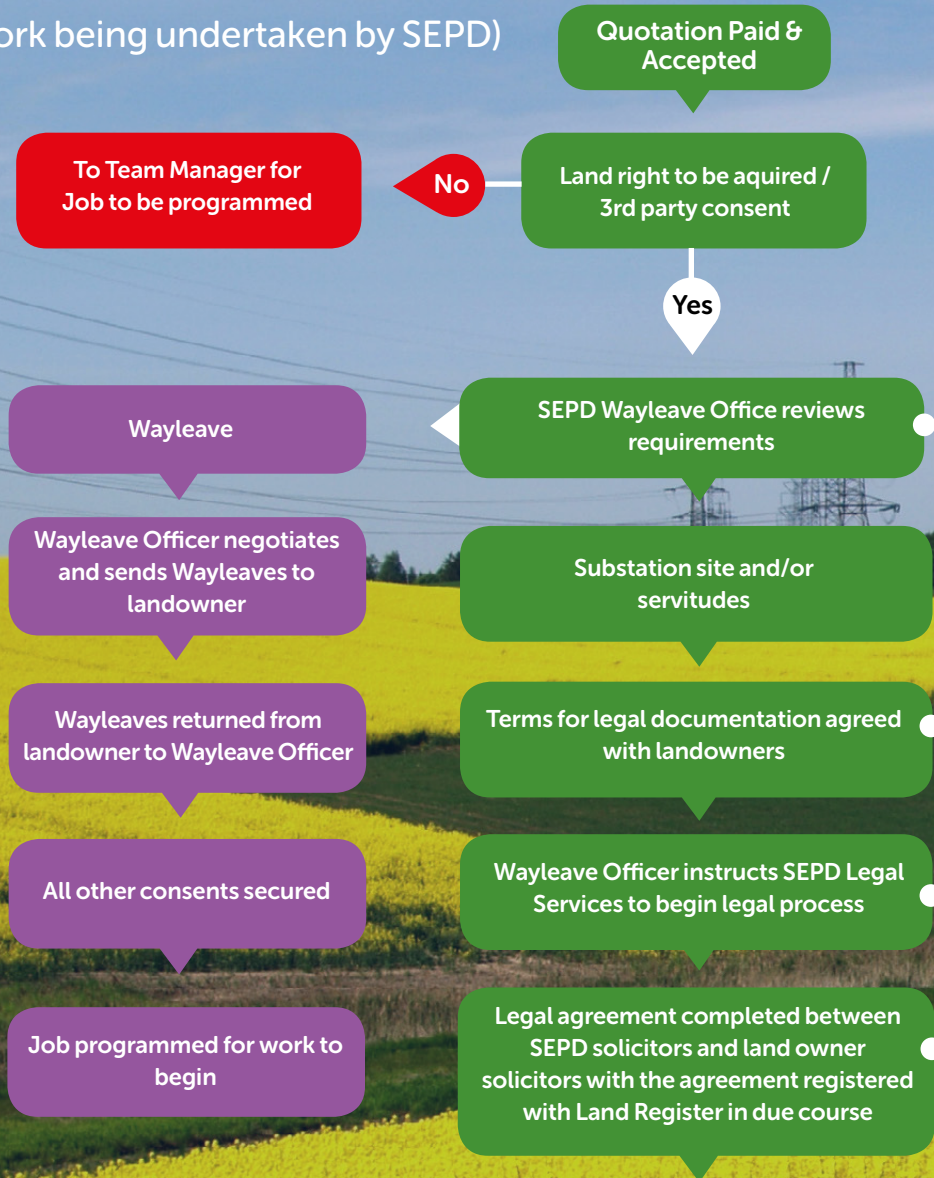 ork being undertaken by SEPD)
Quotation Paid &
Accepted
To Team Manager for
Job to be programmed
No
Land right to be aquired /
3rd party consent
Yes
Wayleave
SEPD Wayleave Office reviews
requirements
Wayleave Officer negotiates
and sends Wayleaves to
landowner
Substation site and/or
servitudes
Wayleaves returned from
landowner to Wayleave Officer
Terms for legal documentation agreed
with landowners
All other consents secured
Wayleave Officer instructs SEPD Legal
Services to begin legal process
Job programmed for work to
begin
Legal agreement completed between
SEPD solicitors and land owner
solicitors with the agreement registered
with Land Register in due course